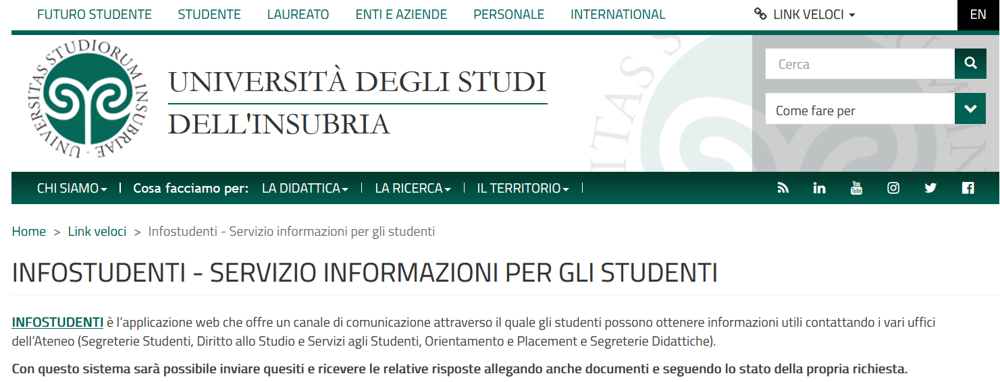 FUTURO STUDENTE STUDENTE LAUREATO ENTI E AZIENDE PERSONALE INTERNATIONAL LINK VELOCI EN
UNIVERSITAS STUDIORUM INSUBRIAE
UNIVERSITÀ DEGLI STUDI
DELL'INSUBRIA
Cerca
Come fare per
CHI SIAMO Cosa facciamo per: LA DIDATTICA LA RICERCA IL TERRITORIO
Home > Link veloci > Infostudenti - Servizio informazioni per gli studenti
INFOSTUDENTI - SERVIZIO INFORMAZIONI PER GLI STUDENTI
INFOSTUDENTI è l’applicazione web che offre un canale di comunicazione attraverso il quale gli studenti possono ottenere informazioni utili contattando i vari uffici
dell’Ateneo (Segreterie Studenti, Diritto allo Studio e Servizi agli Studenti, Orientamento e Placement e Segreterie Didattiche).
Con questo sistema sarà possibile inviare quesiti e ricevere le relative risposte allegando anche documenti e seguendo lo stato della propria richiesta.